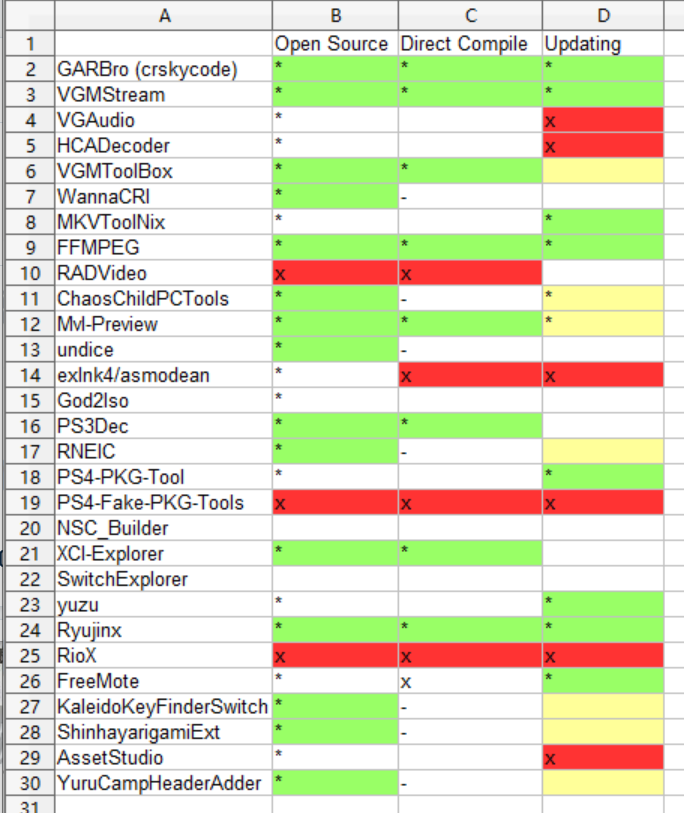 A B C D
1 Open Source Direct Compile Updating
2 GARBro (crskycode) * * *
3 VGMStream * * *
4 VGAudio * x
5 HCADecoder * x
6 VGMToolBox * *
7 WannaCRI * -
8 MKVToolNix * *
9 FFMPEG * * *
10 RADVideo x x
11 ChaosChildPCTools * - *
12 MvI-Preview * * *
13 undice * -
14 exInk4/asmodean * x x
15 God2Iso *
16 PS3Dec * *
17 RNEIC * -
18 PS4-PKG-Tool * *
19 PS4-Fake-PKG-Tools x x x
20 NSC_Builder
21 XCI-Explorer * *
22 SwitchExplorer
23 yuzu * *
24 Ryujinx * * *
25 RioX x x x
26 FreeMote * x *
27 KaleidoKeyFinderSwitch * -
28 ShinhayarigamiExt * -
29 AssetStudio * x
30 YuruCampHeaderAdder * -
31